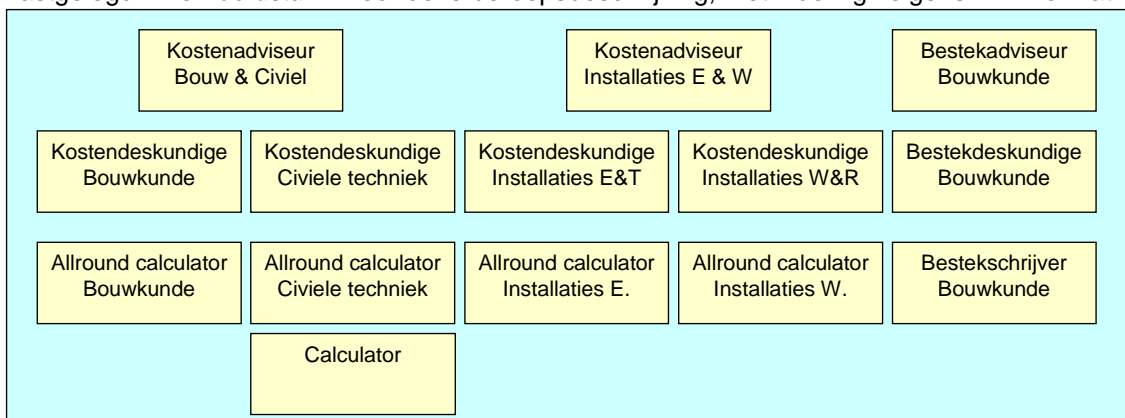 Kostenadviseur
Bouw & Civiel
Kostenadviseur
Installaties E & W
Bestekadviseur
Bouwkunde
Kostendeskundige
Bouwkunde
Kostendeskundige
Civiele techniek
Kostendeskundige
Installaties E&T
Kostendeskundige
Installaties W&R
Bestekdeskundige
Bouwkunde
Allround calculator
Bouwkunde
Allround calculator
Civiele techniek
Allround calculator
Installaties E.
Allround calculator
Installaties W.
Bestekschrijver
Bouwkunde
Calculator